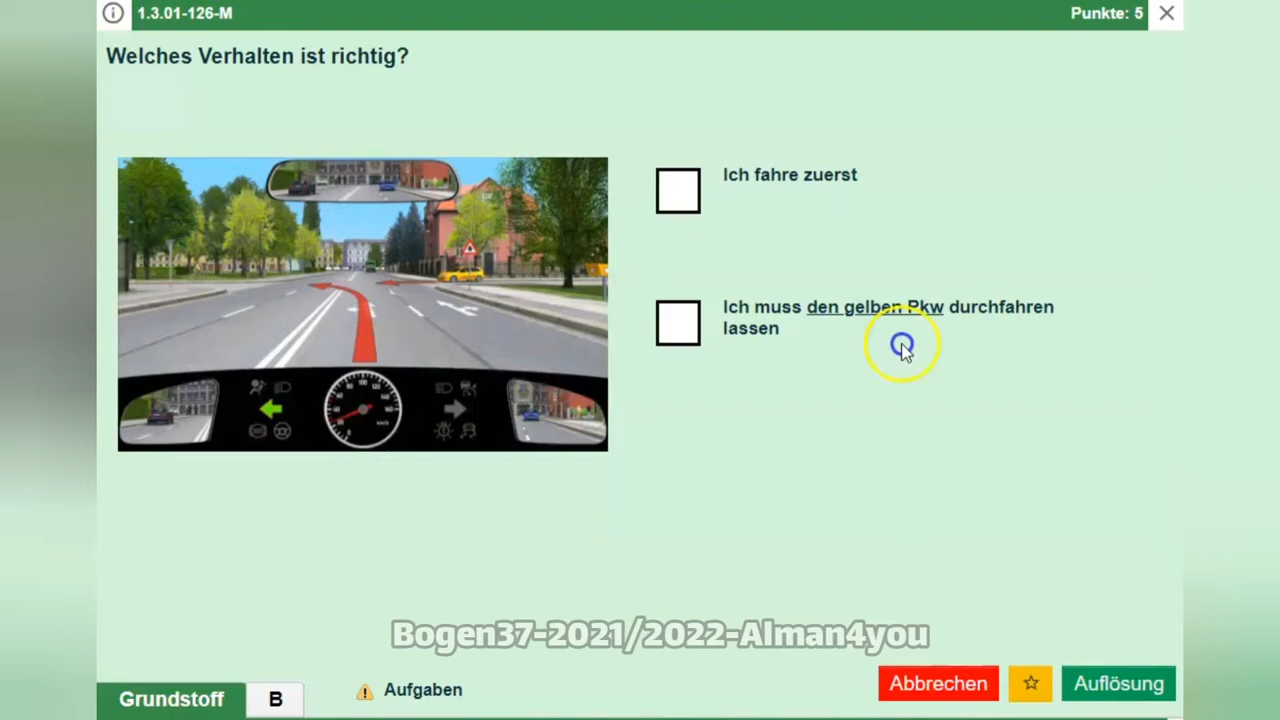 1.3.01-126-M
Punkte: 5
Welches Verhalten ist richtig?
Ich fahre zuerst
Ich muss den gelben Pkw durchfahren
lassen
Bogen37-2021/2022-Alman4you
Grundstoff
B
Aufgaben
Abbrechen
Auflösung